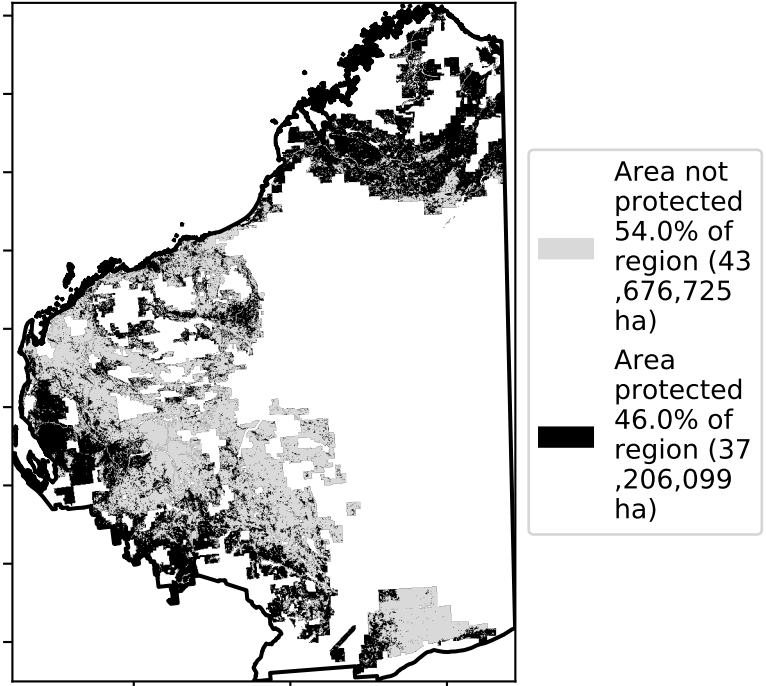 Area not
protected
54.0% of
region (43
,676,725
ha)
Area
protected
46.0% of
region (37
,206,099
ha)